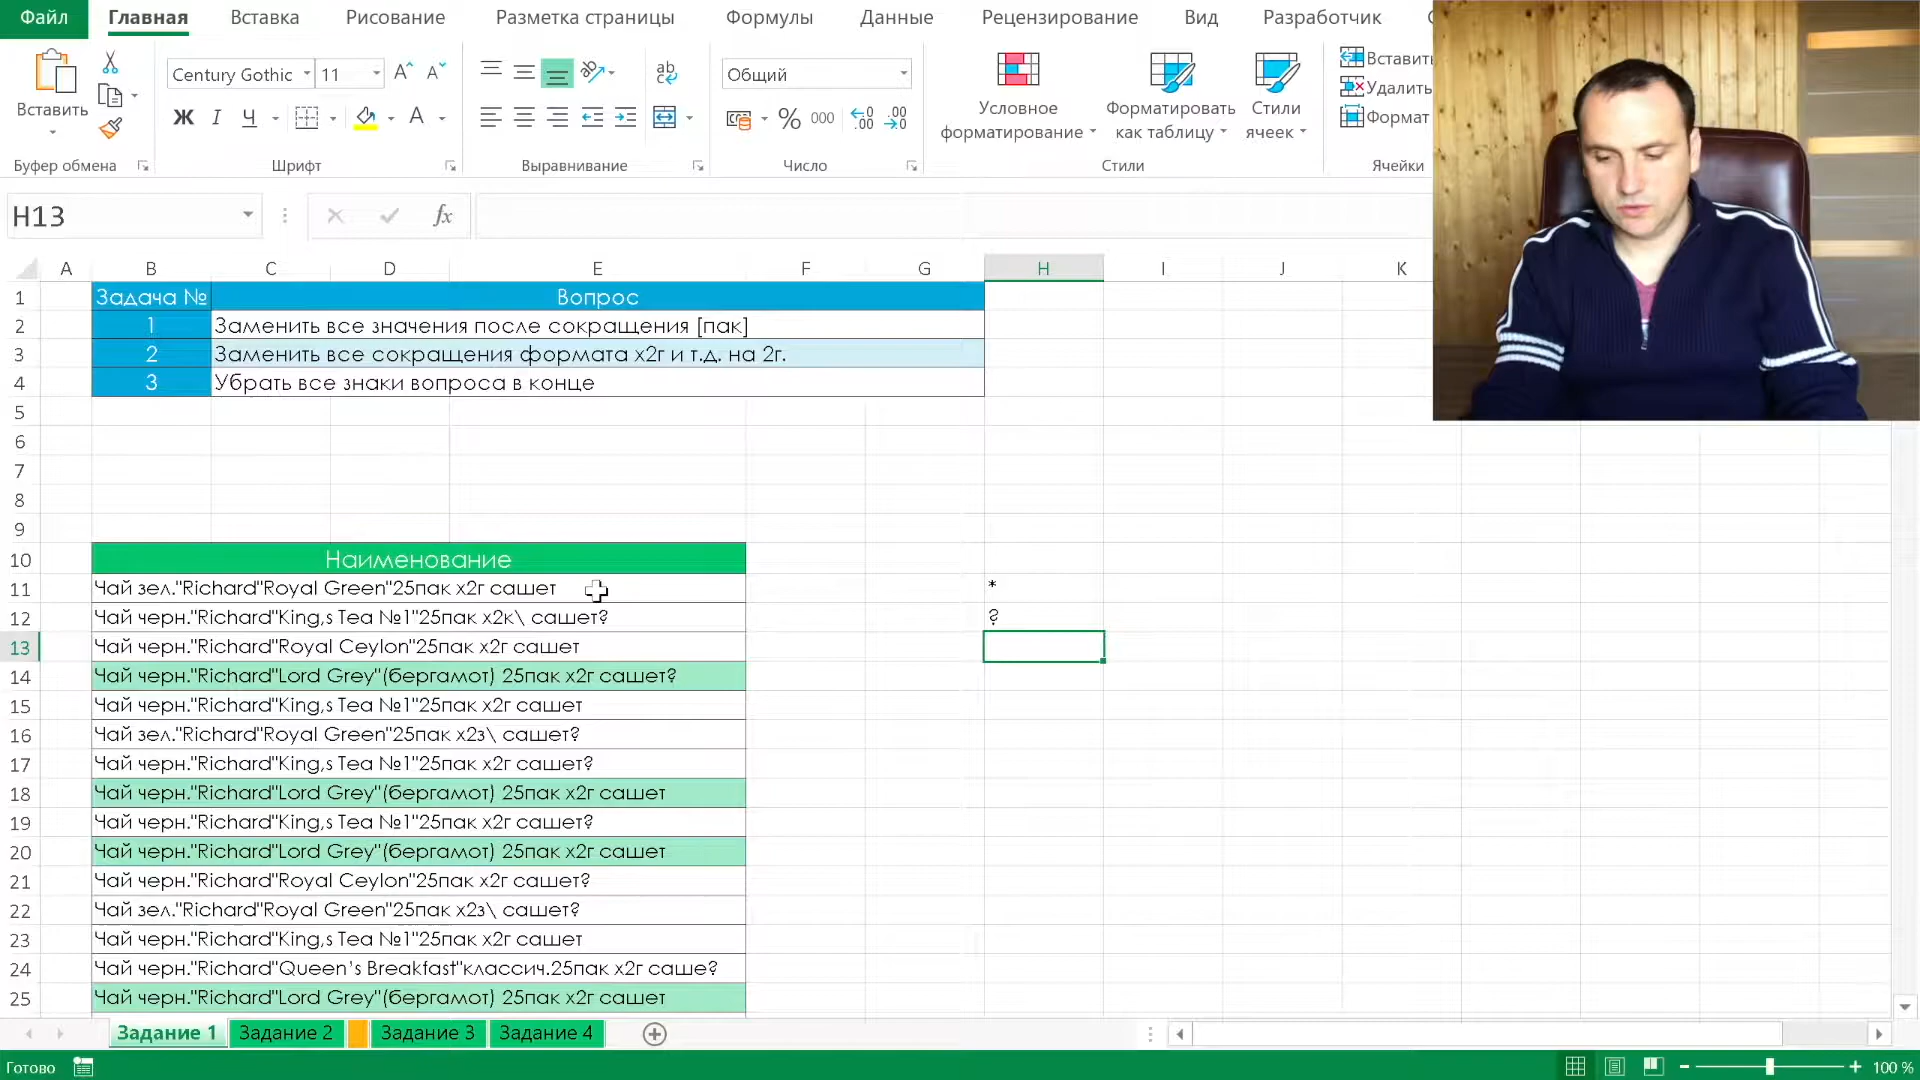 Файл Главная Вставка Рисование Разметка страницы Формулы Данные Рецензирование Вид Разработчик
Вставить
Буфер обмена
Century Gothic 11
Ж К Ч А
Шрифт
ab
Выравнивание
Общий
% 000
Число
Условное форматирование
Форматировать как таблицу
Стили ячеек
Стили
Вставить
Удалить
Формат
Ячейки
H13 fx
A B C D E F G H I J K
1 Задача № Вопрос
2 1 Заменить все значения после сокращения [пак]
3 2 Заменить все сокращения формата х2г и т.д. на 2г.
4 3 Убрать все знаки вопроса в конце
5
6
7
8
9
10 Наименование
11 Чай зел."Richard"Royal Green"25пак х2г сашет *
12 Чай черн."Richard"King,s Tea №1"25пак х2к\ сашет? ?
13 Чай черн."Richard"Royal Ceylon"25пак х2г сашет
14 Чай черн."Richard"Lord Grey"(бергамот) 25пак х2г сашет?
15 Чай черн."Richard"King,s Tea №1"25пак х2г сашет
16 Чай зел."Richard"Royal Green"25пак х2з\ сашет?
17 Чай черн."Richard"King,s Tea №1"25пак х2г сашет?
18 Чай черн."Richard"Lord Grey"(бергамот) 25пак х2г сашет
19 Чай черн."Richard"King,s Tea №1"25пак х2г сашет?
20 Чай черн."Richard"Lord Grey"(бергамот) 25пак х2г сашет
21 Чай черн."Richard"Royal Ceylon"25пак х2г сашет?
22 Чай зел."Richard"Royal Green"25пак х2з\ сашет?
23 Чай черн."Richard"King,s Tea №1"25пак х2г сашет
24 Чай черн."Richard"Queen's Breakfast"классич.25пак х2г саше?
25 Чай черн."Richard"Lord Grey"(бергамот) 25пак х2г сашет
Задание 1 Задание 2 Задание 3 Задание 4
Готово 100 %